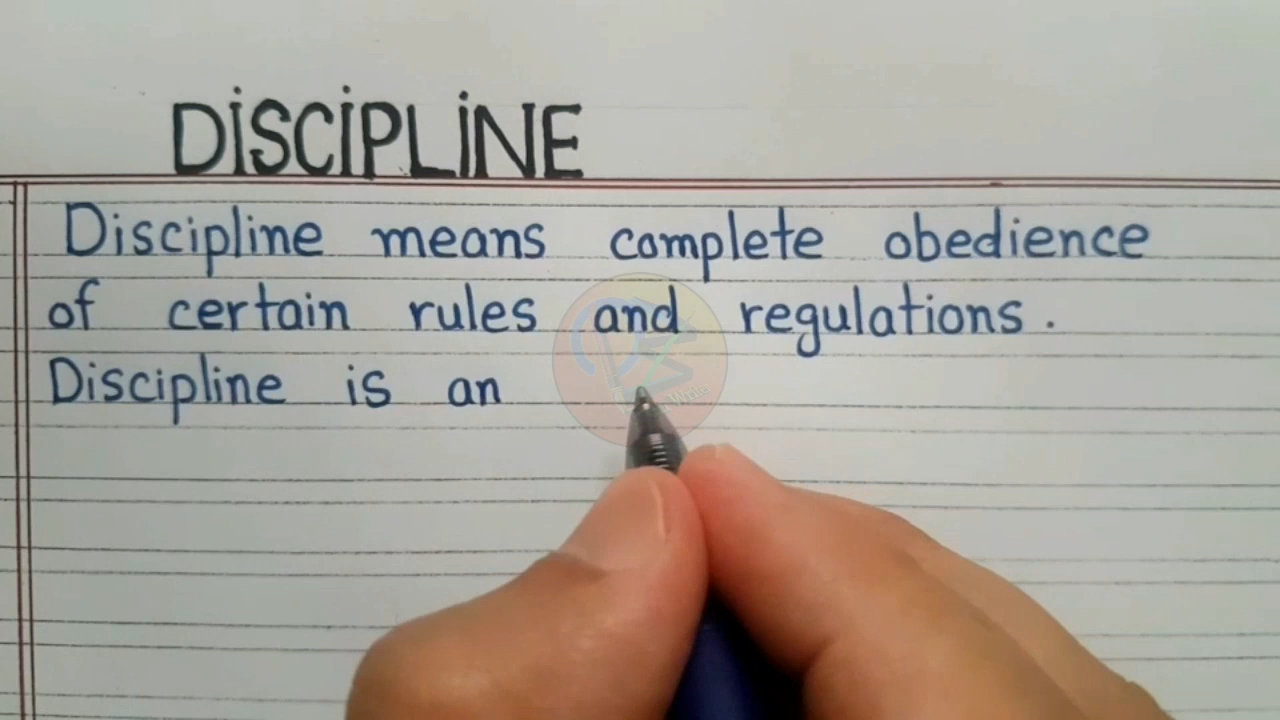 DISCIPLINE
Discipline means complete obedience
of certain rules and regulations.
Discipline is an